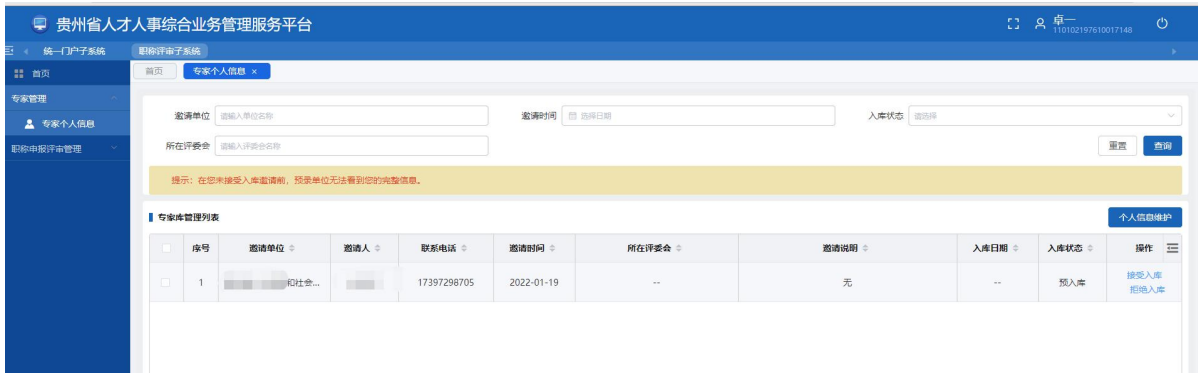 贵州省人才人事综合业务管理服务平台
卓一
110102197610017148
统一门户子系统 职称评审子系统
首页
首页 专家个人信息 ×
专家管理
专家个人信息
职称申报评审管理
邀请单位 请输入单位名称 邀请时间 选择日期 入库状态 请选择
所在评委会 请输入评委会名称 重置 查询
提示:在您未接受入库邀请前,预录单位无法看到您的完整信息。
专家库管理列表 个人信息维护
序号 邀请单位 邀请人 联系电话 邀请时间 所在评委会 邀请说明 入库日期 入库状态 操作
1 和社会... 17397298705 2022-01-19 -- 无 -- 预入库 接受入库
拒绝入库